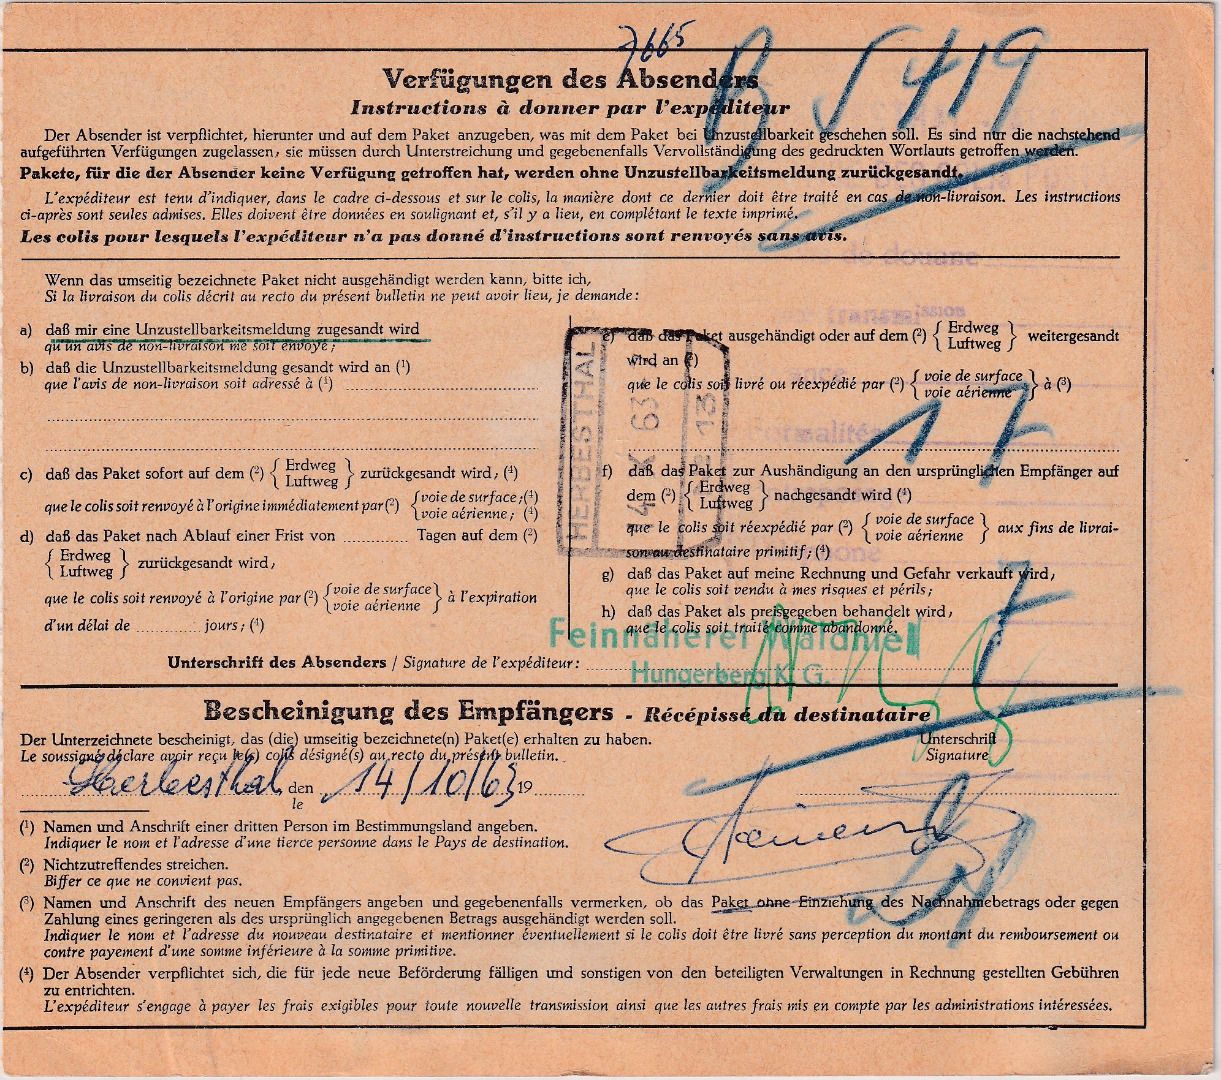 7665
B 5419
Verfügungen des Absenders
Instructions à donner par l'expéditeur
Der Absender ist verpflichtet, hierunter und auf dem Paket anzugeben, was mit dem Paket bei Unzustellbarkeit geschehen soll. Es sind nur die nachstehend
aufgeführten Verfügungen zugelassen, sie müssen durch Unterstreichung und gegebenenfalls Vervollständigung des gedruckten Wortlauts getroffen werden.
Pakete, für die der Absender keine Verfügung getroffen hat, werden ohne Unzustellbarkeitsmeldung zurückgesandt.
L'expéditeur est tenu d'indiquer, dans le cadre ci-dessous et sur le colis, la manière dont ce dernier doit être traité en cas de non-livraison. Les instructions
ci-après sont seules admises. Elles doivent être données en soulignant et, s'il y a lieu, en complétant le texte imprimé.
Les colis pour lesquels l'expéditeur n'a pas donné d'instructions sont renvoyés sans avis.
de douane
Wenn das umseitig bezeichnete Paket nicht ausgehändigt werden kann, bitte ich,
Si la livraison du colis décrit au recto du présent bulletin ne peut avoir lieu, je demande:
a) daß mir eine Unzustellbarkeitsmeldung zugesandt wird
qu'un avis de non-livraison me soit envoyé;
b) daß die Unzustellbarkeitsmeldung gesandt wird an (1)
que l'avis de non-livraison soit adressé à (1)
c) daß das Paket sofort auf dem (2) { Erdweg Luftweg } zurückgesandt wird, (4)
que le colis soit renvoyé à l'origine immédiatement par (2) { voie de surface; (4) voie aérienne; (4)
d) daß das Paket nach Ablauf einer Frist von Tagen auf dem (2)
{ Erdweg Luftweg } zurückgesandt wird,
que le colis soit renvoyé à l'origine par (2) { voie de surface voie aérienne } à l'expiration
d'un délai de jours; (4)
HERBESTHAL
-4 X 63
12 13
e) daß das Paket ausgehändigt oder auf dem (2) { Erdweg Luftweg } weitergesandt
wird an (3)
que le colis soit livré ou réexpédié par (2) { voie de surface voie aérienne } à (3)
17
f) daß das Paket zur Aushändigung an den ursprünglichen Empfänger auf
dem (2) { Erdweg Luftweg } nachgesandt wird (4)
que le colis soit réexpédié par (2) { voie de surface voie aérienne } aux fins de livrai-
son au destinataire primitif; (4)
g) daß das Paket auf meine Rechnung und Gefahr verkauft wird,
que le colis soit vendu à mes risques et périls;
h) daß das Paket als preisgegeben behandelt wird,
que le colis soit traité comme abandonné.
7
Feinnäherei Waldniel
Hungerberg K.G.
Unterschrift des Absenders / Signature de l'expéditeur:
Bescheinigung des Empfängers - Récépissé du destinataire
Der Unterzeichnete bescheinigt, das (die) umseitig bezeichnete(n) Paket(e) erhalten zu haben.
Le soussigné déclare avoir reçu le(s) colis désigné(s) au recto du présent bulletin.
Unterschrift
Signature
Herbesthal den le 14/10/63 19
(1) Namen und Anschrift einer dritten Person im Bestimmungsland angeben.
Indiquer le nom et l'adresse d'une tierce personne dans le Pays de destination.
(2) Nichtzutreffendes streichen.
Biffer ce que ne convient pas.
(3) Namen und Anschrift des neuen Empfängers angeben und gegebenenfalls vermerken, ob das Paket ohne Einziehung des Nachnahmebetrags oder gegen
Zahlung eines geringeren als des ursprünglich angegebenen Betrags ausgehändigt werden soll.
Indiquer le nom et l'adresse du nouveau destinataire et mentionner éventuellement si le colis doit être livré sans perception du montant du remboursement ou
contre payement d'une somme inférieure à la somme primitive.
(4) Der Absender verpflichtet sich, die für jede neue Beförderung fälligen und sonstigen von den beteiligten Verwaltungen in Rechnung gestellten Gebühren
zu entrichten.
L'expéditeur s'engage à payer les frais exigibles pour toute nouvelle transmission ainsi que les autres frais mis en compte par les administrations intéressées.